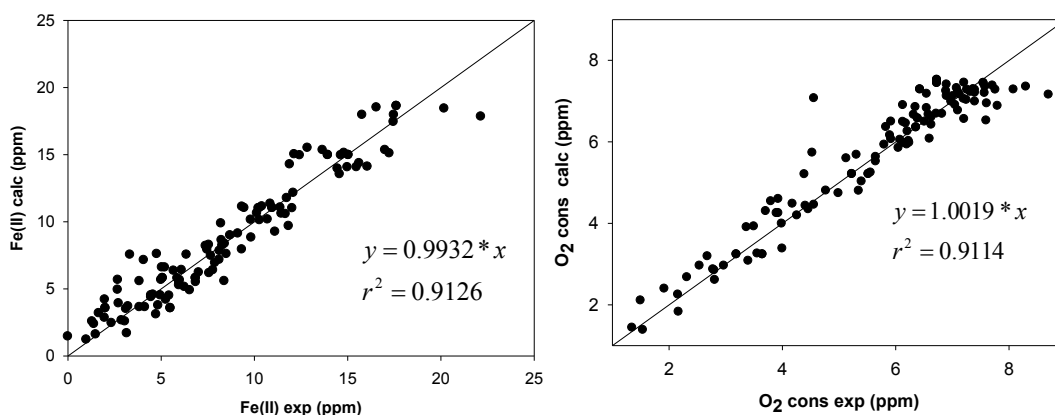 Fe(II) calc (ppm)
25
20
15
10
5
0
0 5 10 15 20 25
Fe(II) exp (ppm)
y = 0.9932 * x
r² = 0.9126
O₂ cons calc (ppm)
8
6
4
2
2 4 6 8
O₂ cons exp (ppm)
y = 1.0019 * x
r² = 0.9114